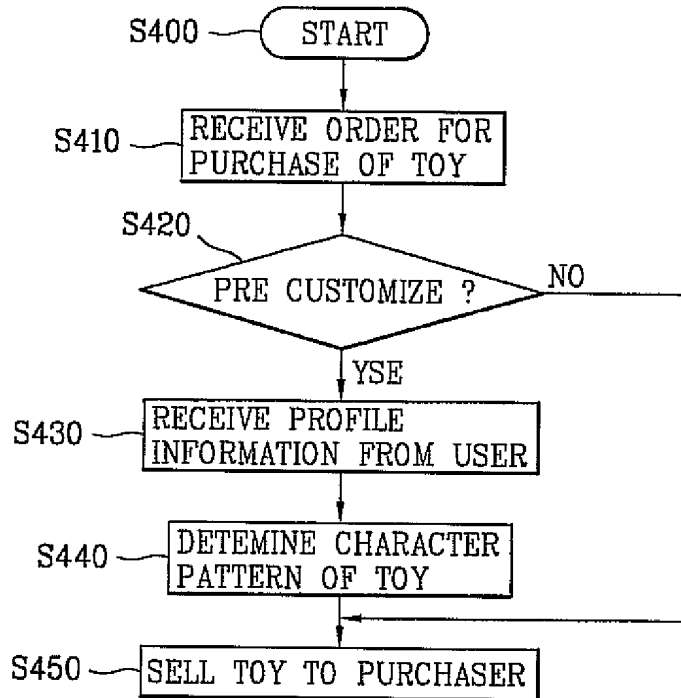 S400
START
S410
RECEIVE ORDER FOR
PURCHASE OF TOY
S420
PRE CUSTOMIZE ?
NO
YSE
S430
RECEIVE PROFILE
INFORMATION FROM USER
S440
DETEMINE CHARACTER
PATTERN OF TOY
S450
SELL TOY TO PURCHASER